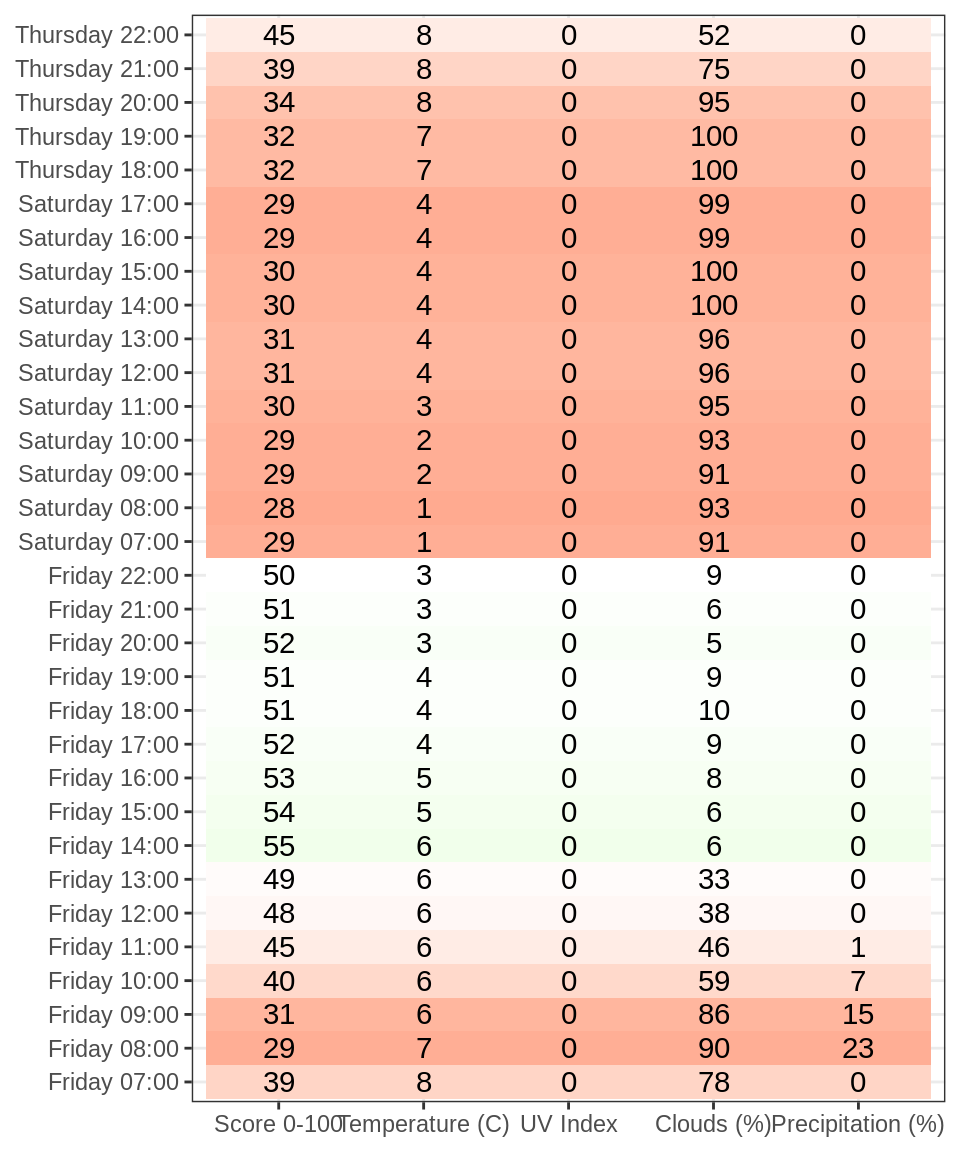 Thursday 22:00 45 8 0 52 0
Thursday 21:00 39 8 0 75 0
Thursday 20:00 34 8 0 95 0
Thursday 19:00 32 7 0 100 0
Thursday 18:00 32 7 0 100 0
Saturday 17:00 29 4 0 99 0
Saturday 16:00 29 4 0 99 0
Saturday 15:00 30 4 0 100 0
Saturday 14:00 30 4 0 100 0
Saturday 13:00 31 4 0 96 0
Saturday 12:00 31 4 0 96 0
Saturday 11:00 30 3 0 95 0
Saturday 10:00 29 2 0 93 0
Saturday 09:00 29 2 0 91 0
Saturday 08:00 28 1 0 93 0
Saturday 07:00 29 1 0 91 0
Friday 22:00 50 3 0 9 0
Friday 21:00 51 3 0 6 0
Friday 20:00 52 3 0 5 0
Friday 19:00 51 4 0 9 0
Friday 18:00 51 4 0 10 0
Friday 17:00 52 4 0 9 0
Friday 16:00 53 5 0 8 0
Friday 15:00 54 5 0 6 0
Friday 14:00 55 6 0 6 0
Friday 13:00 49 6 0 33 0
Friday 12:00 48 6 0 38 0
Friday 11:00 45 6 0 46 1
Friday 10:00 40 6 0 59 7
Friday 09:00 31 6 0 86 15
Friday 08:00 29 7 0 90 23
Friday 07:00 39 8 0 78 0
Score 0-100 Temperature (C) UV Index Clouds (%) Precipitation (%)